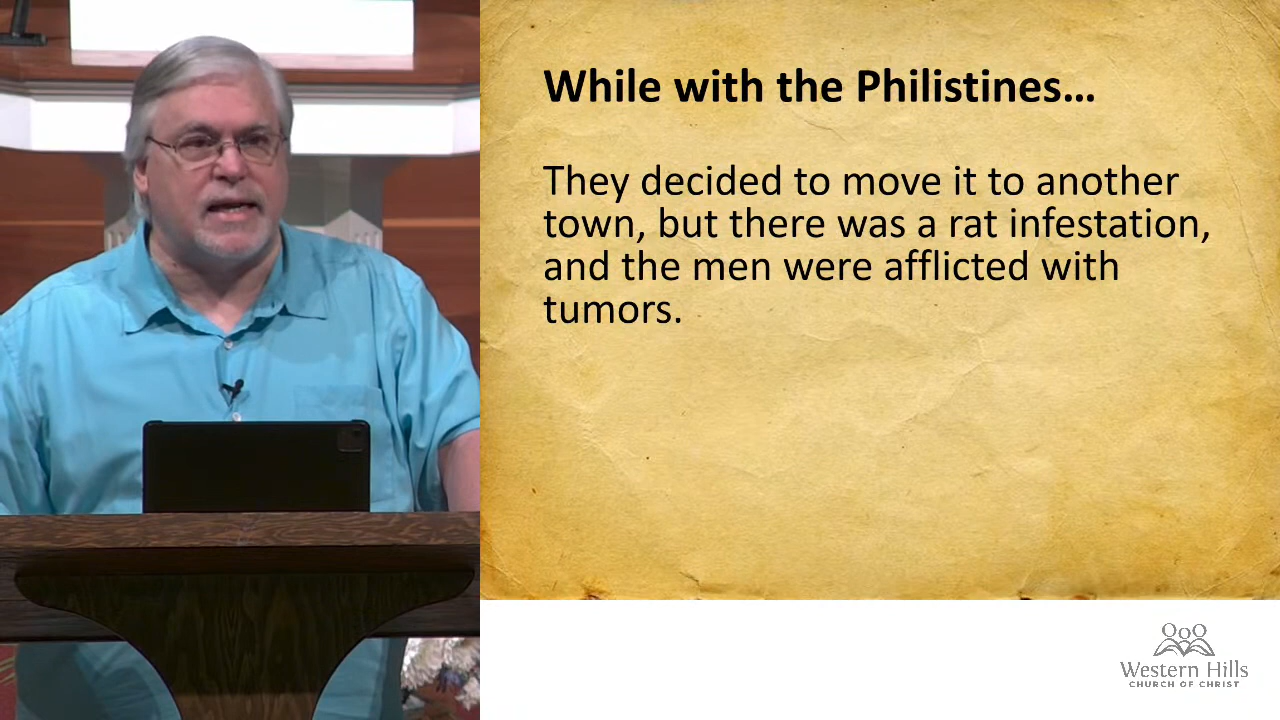 While with the Philistines…
They decided to move it to another
town, but there was a rat infestation,
and the men were afflicted with
tumors.
Western Hills
CHURCH OF CHRIST